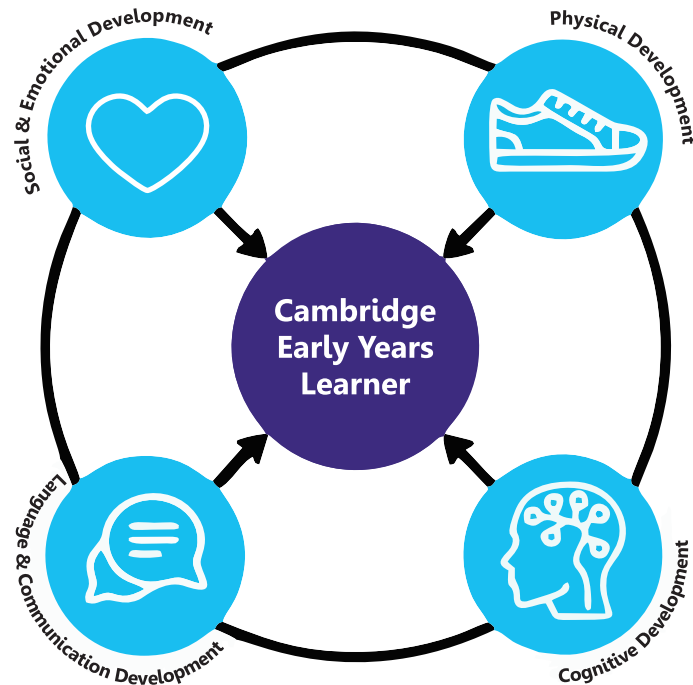 Social & Emotional Development
Physical Development
Cambridge
Early Years
Learner
Language & Communication Development
Cognitive Development